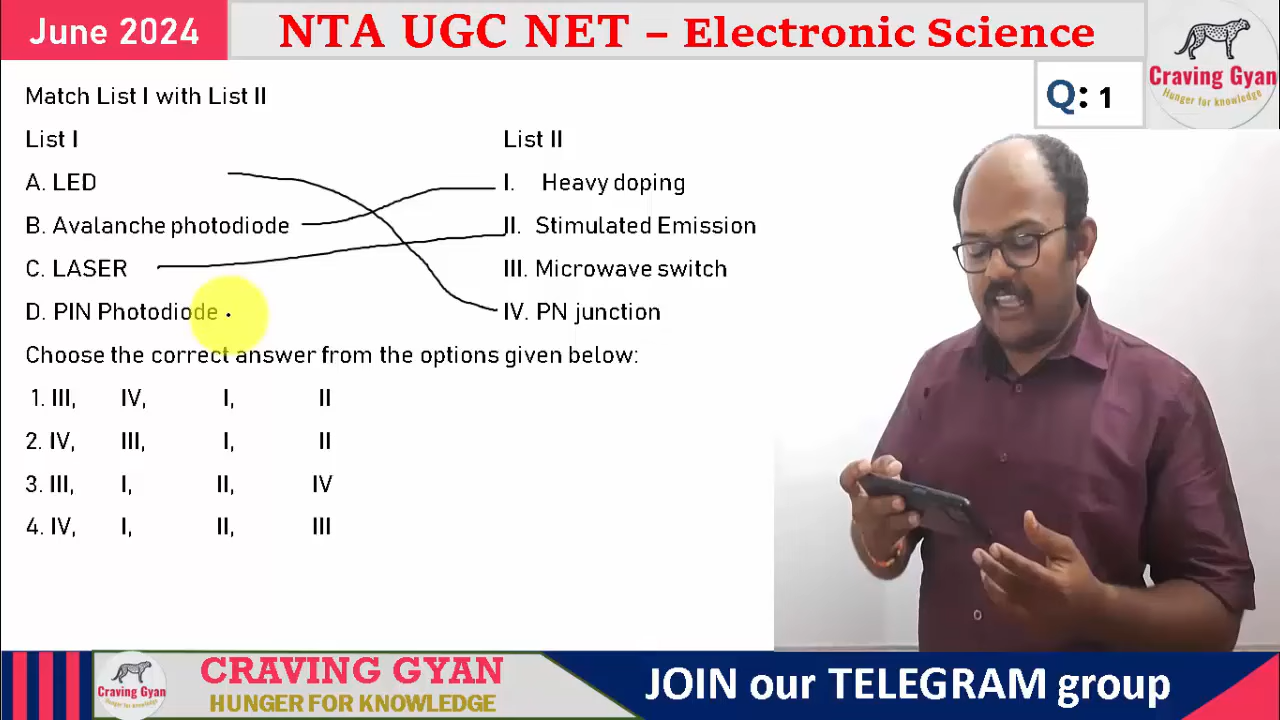 June 2024
NTA UGC NET – Electronic Science
Craving Gyan
Hunger for knowledge
Q: 1
Match List I with List II
List I List II
A. LED I. Heavy doping
B. Avalanche photodiode II. Stimulated Emission
C. LASER III. Microwave switch
D. PIN Photodiode IV. PN junction
Choose the correct answer from the options given below:
1. III, IV, I, II
2. IV, III, I, II
3. III, I, II, IV
4. IV, I, II, III
Craving Gyan
Hunger for knowledge
CRAVING GYAN
HUNGER FOR KNOWLEDGE
JOIN our TELEGRAM group